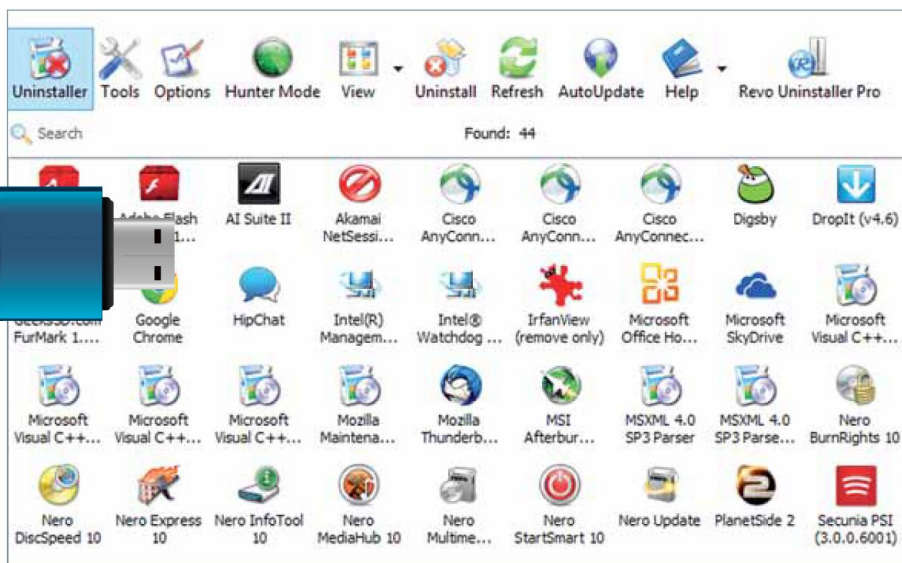 Uninstaller Tools Options Hunter Mode View Uninstall Refresh AutoUpdate Help Revo Uninstaller Pro
Search Found: 44
Flash AI Suite II Akamai Cisco Cisco Cisco Digsby DropIt (v4.6)
1... NetSessi... AnyConn... AnyConn... AnyConnec...
Google HipChat Intel(R) Intel® IrfanView Microsoft Microsoft Microsoft
FurMark 1.... Chrome Managem... Watchdog ... (remove only) Office Ho... SkyDrive Visual C++...
Microsoft Microsoft Microsoft Mozilla Mozilla MSI MSXML 4.0 MSXML 4.0 Nero
Visual C++... Visual C++... Visual C++... Maintena... Thunderb... Afterbur... SP3 Parser SP3 Parse... BurnRights 10
Nero Nero Express Nero InfoTool Nero Nero Nero Nero Update PlanetSide 2 Secunia PSI
DiscSpeed 10 10 10 MediaHub 10 Multime... StartSmart 10 (3.0.0.6001)